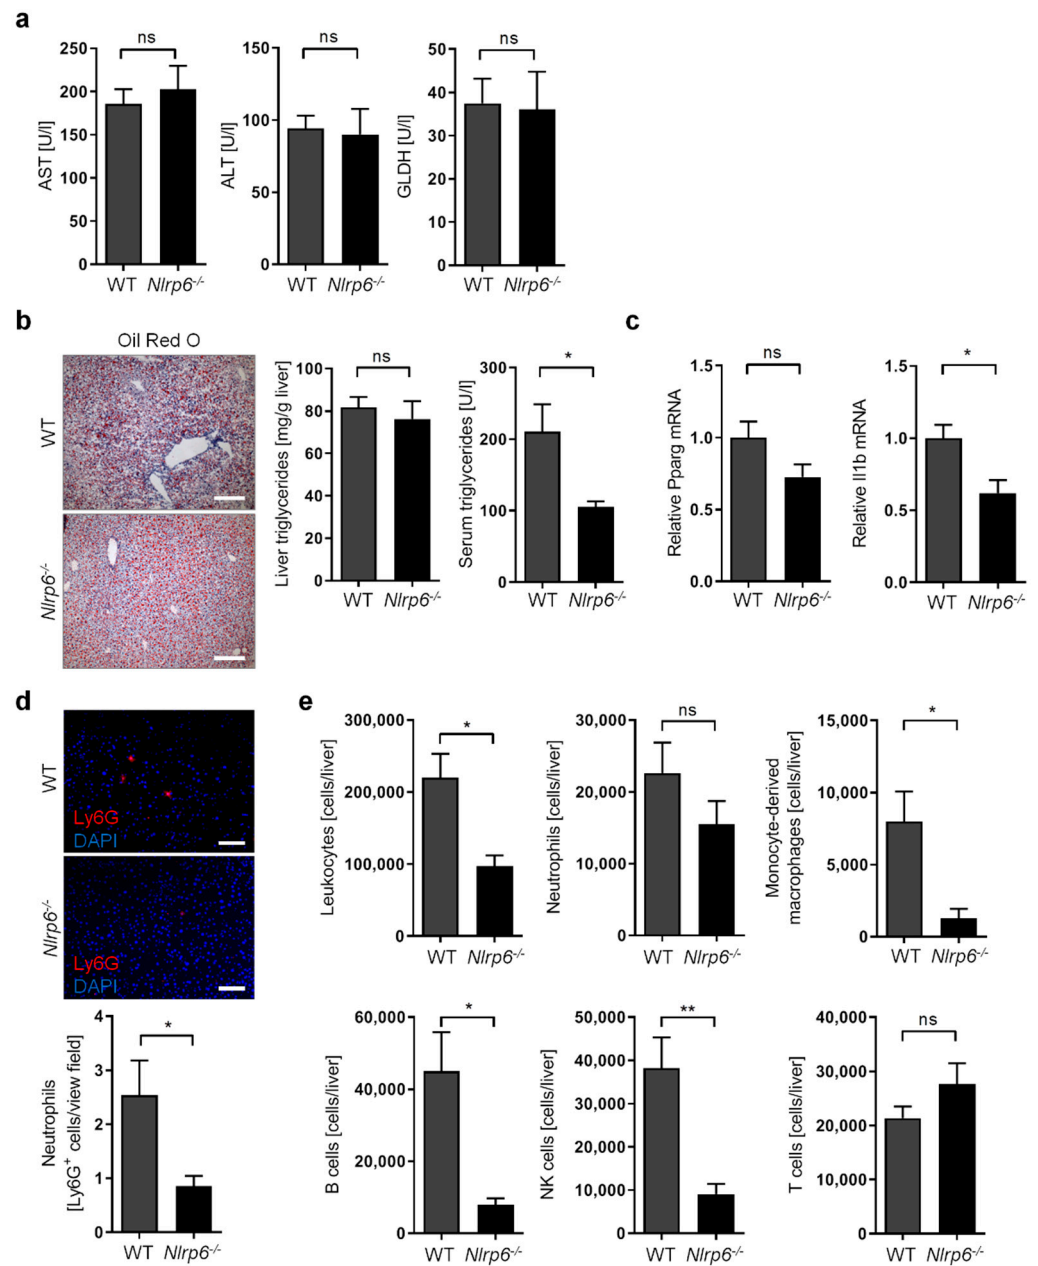 a
ns
250
200
150
100
50
0
AST [U/l]
WT Nlrp6-/-
ns
150
100
50
0
ALT [U/l]
WT Nlrp6-/-
ns
50
40
30
20
10
0
GLDH [U/l]
WT Nlrp6-/-
b
Oil Red O
WT
Nlrp6-/-
ns
100
80
60
40
20
0
Liver triglycerides [mg/g liver]
WT Nlrp6-/-
*
300
200
100
0
Serum triglycerides [U/l]
WT Nlrp6-/-
c
ns
1.5
1.0
0.5
0.0
Relative Pparg mRNA
WT Nlrp6-/-
*
1.5
1.0
0.5
0.0
Relative Il1b mRNA
WT Nlrp6-/-
d
WT
Ly6G
DAPI
Nlrp6-/-
Ly6G
DAPI
*
4
3
2
1
0
Neutrophils
[Ly6G+ cells/view field]
WT Nlrp6-/-
e
*
300,000
200,000
100,000
0
Leukocytes [cells/liver]
WT Nlrp6-/-
ns
30,000
20,000
10,000
0
Neutrophils [cells/liver]
WT Nlrp6-/-
*
15,000
10,000
5,000
0
Monocyte-derived
macrophages [cells/liver]
WT Nlrp6-/-
*
60,000
40,000
20,000
0
B cells [cells/liver]
WT Nlrp6-/-
**
50,000
40,000
30,000
20,000
10,000
0
NK cells [cells/liver]
WT Nlrp6-/-
ns
40,000
30,000
20,000
10,000
0
T cells [cells/liver]
WT Nlrp6-/-